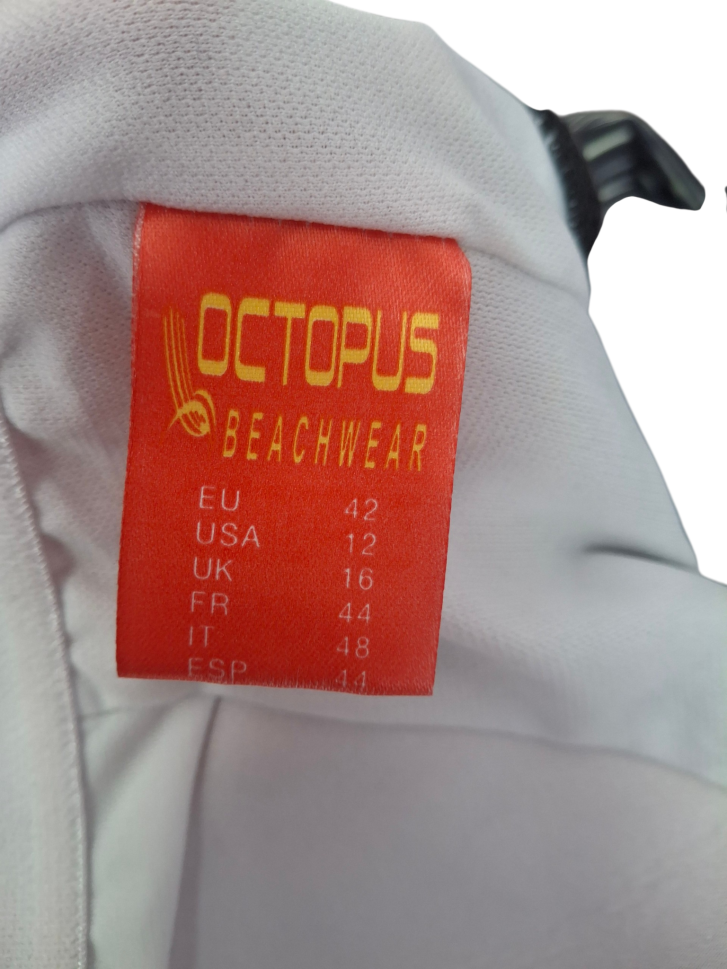 OCTOPUS
BEACHWEAR
EU 42
USA 12
UK 16
FR 44
IT 48
ESP 44